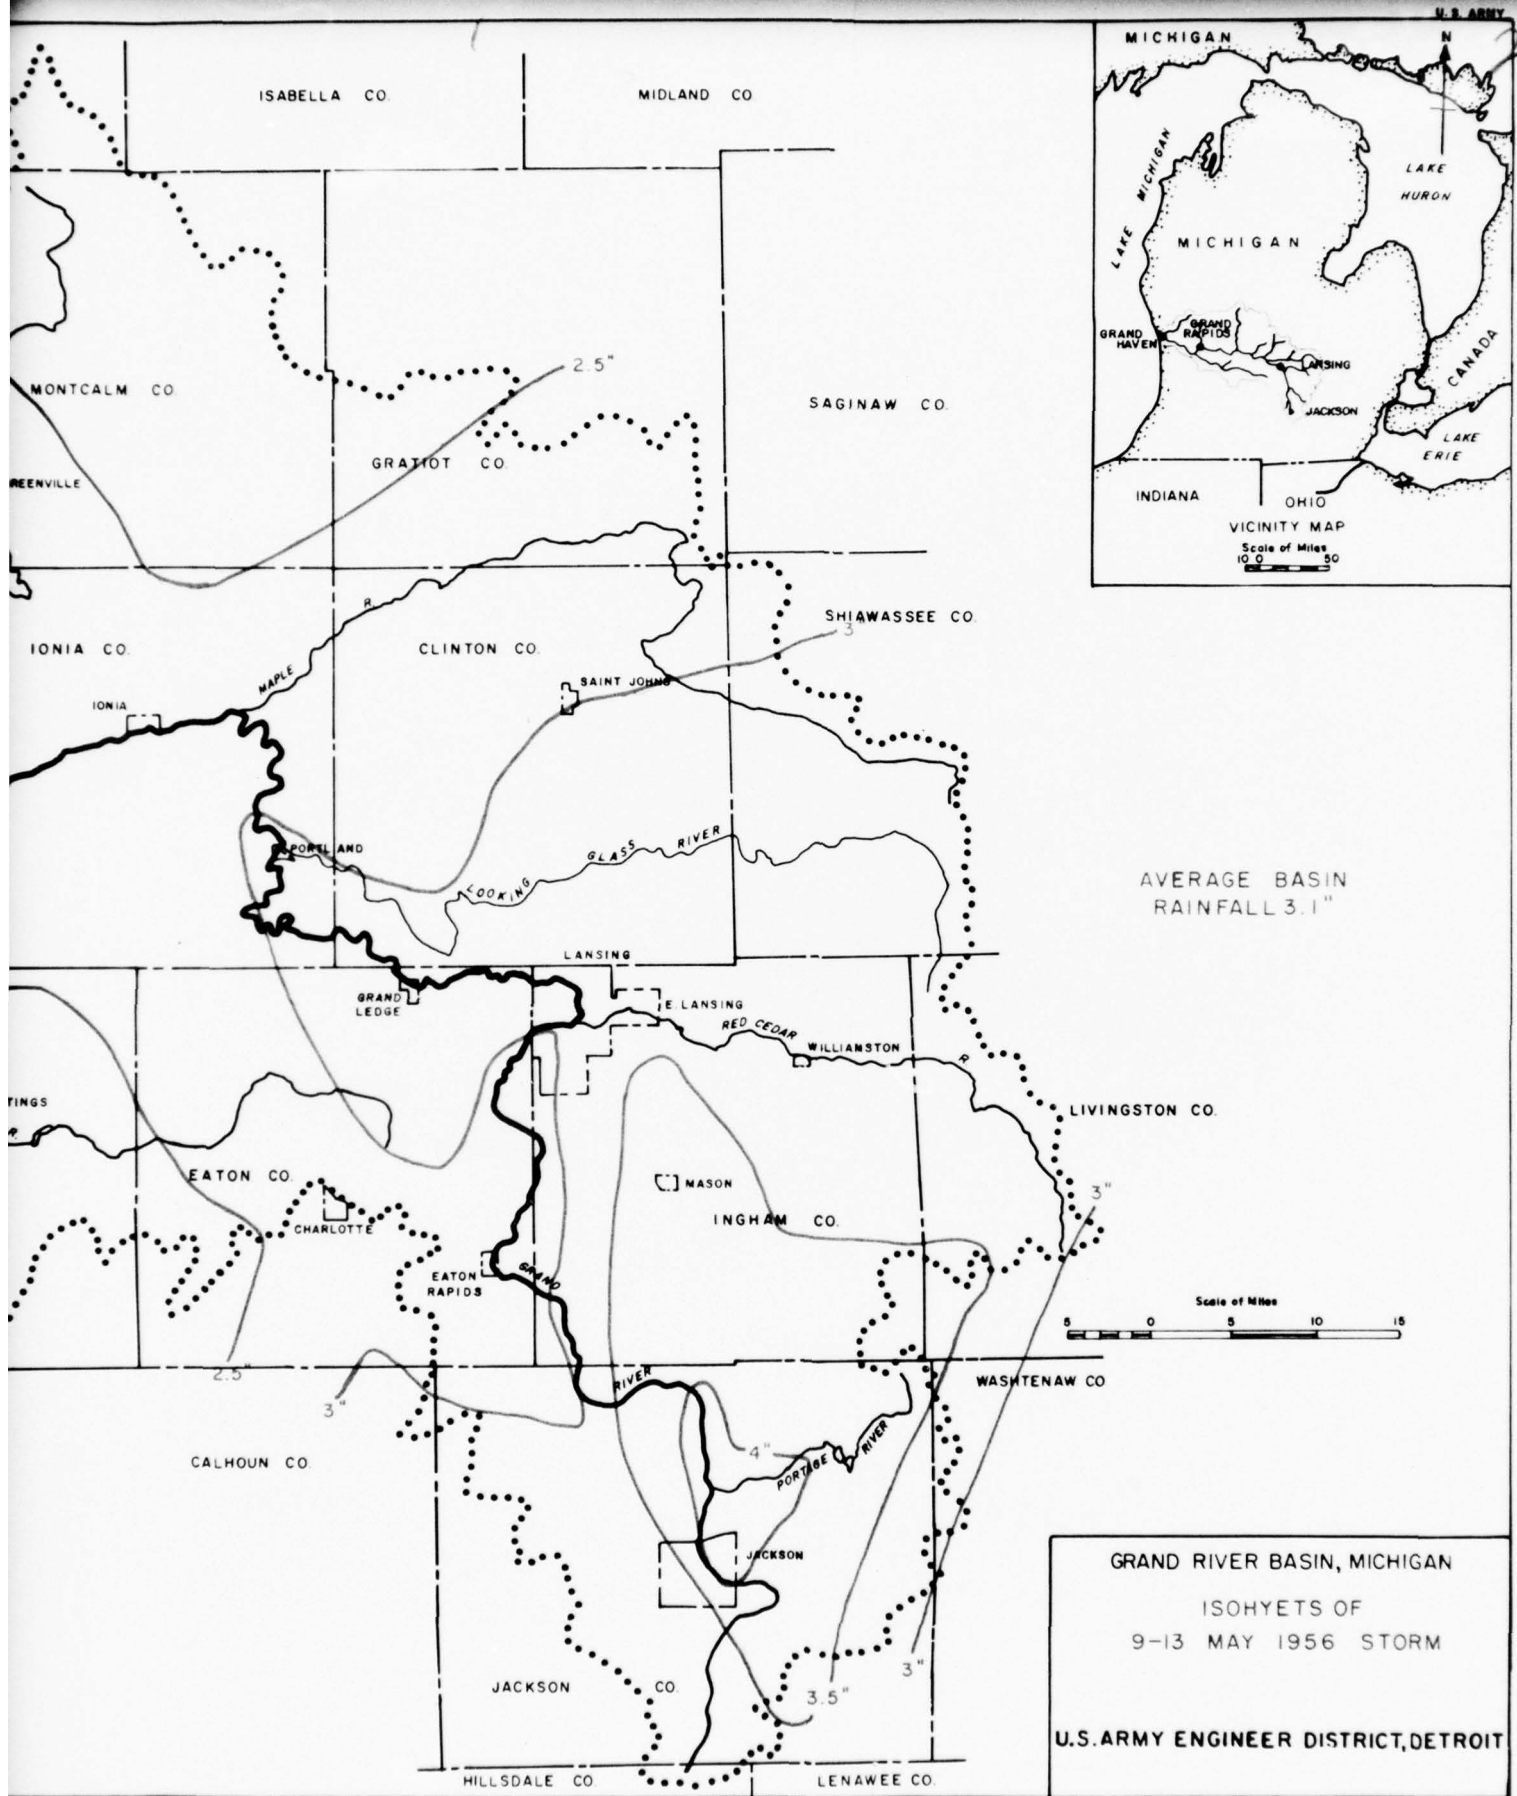 U. S. ARMY
ISABELLA CO.
MIDLAND CO
MICHIGAN
N
LAKE MICHIGAN
LAKE
HURON
MICHIGAN
GRAND
HAVEN
GRAND
RAPIDS
LANSING
JACKSON
CANADA
LAKE
ERIE
INDIANA
OHIO
VICINITY MAP
Scale of Miles
10 0 50
2.5"
MONTCALM CO.
SAGINAW CO.
GRATIOT CO.
REENVILLE
R.
SHIAWASSEE CO.
3"
IONIA CO.
CLINTON CO.
MAPLE
SAINT JOHNS
IONIA
PORTLAND
LOOKING GLASS RIVER
AVERAGE BASIN
RAINFALL 3.1"
LANSING
GRAND
LEDGE
E. LANSING
RED CEDAR
R.
WILLIAMSTON
TINGS
R.
LIVINGSTON CO.
EATON CO.
MASON
3"
CHARLOTTE
INGHAM CO.
EATON
RAPIDS
GRAND
Scale of Miles
5 0 5 10 15
2.5"
RIVER
WASHTENAW CO
3"
4"
CALHOUN CO.
PORTAGE RIVER
JACKSON
JACKSON CO.
3.5"
3"
HILLSDALE CO.
LENAWEE CO.
GRAND RIVER BASIN, MICHIGAN
ISOHYETS OF
9-13 MAY 1956 STORM
U.S. ARMY ENGINEER DISTRICT, DETROIT